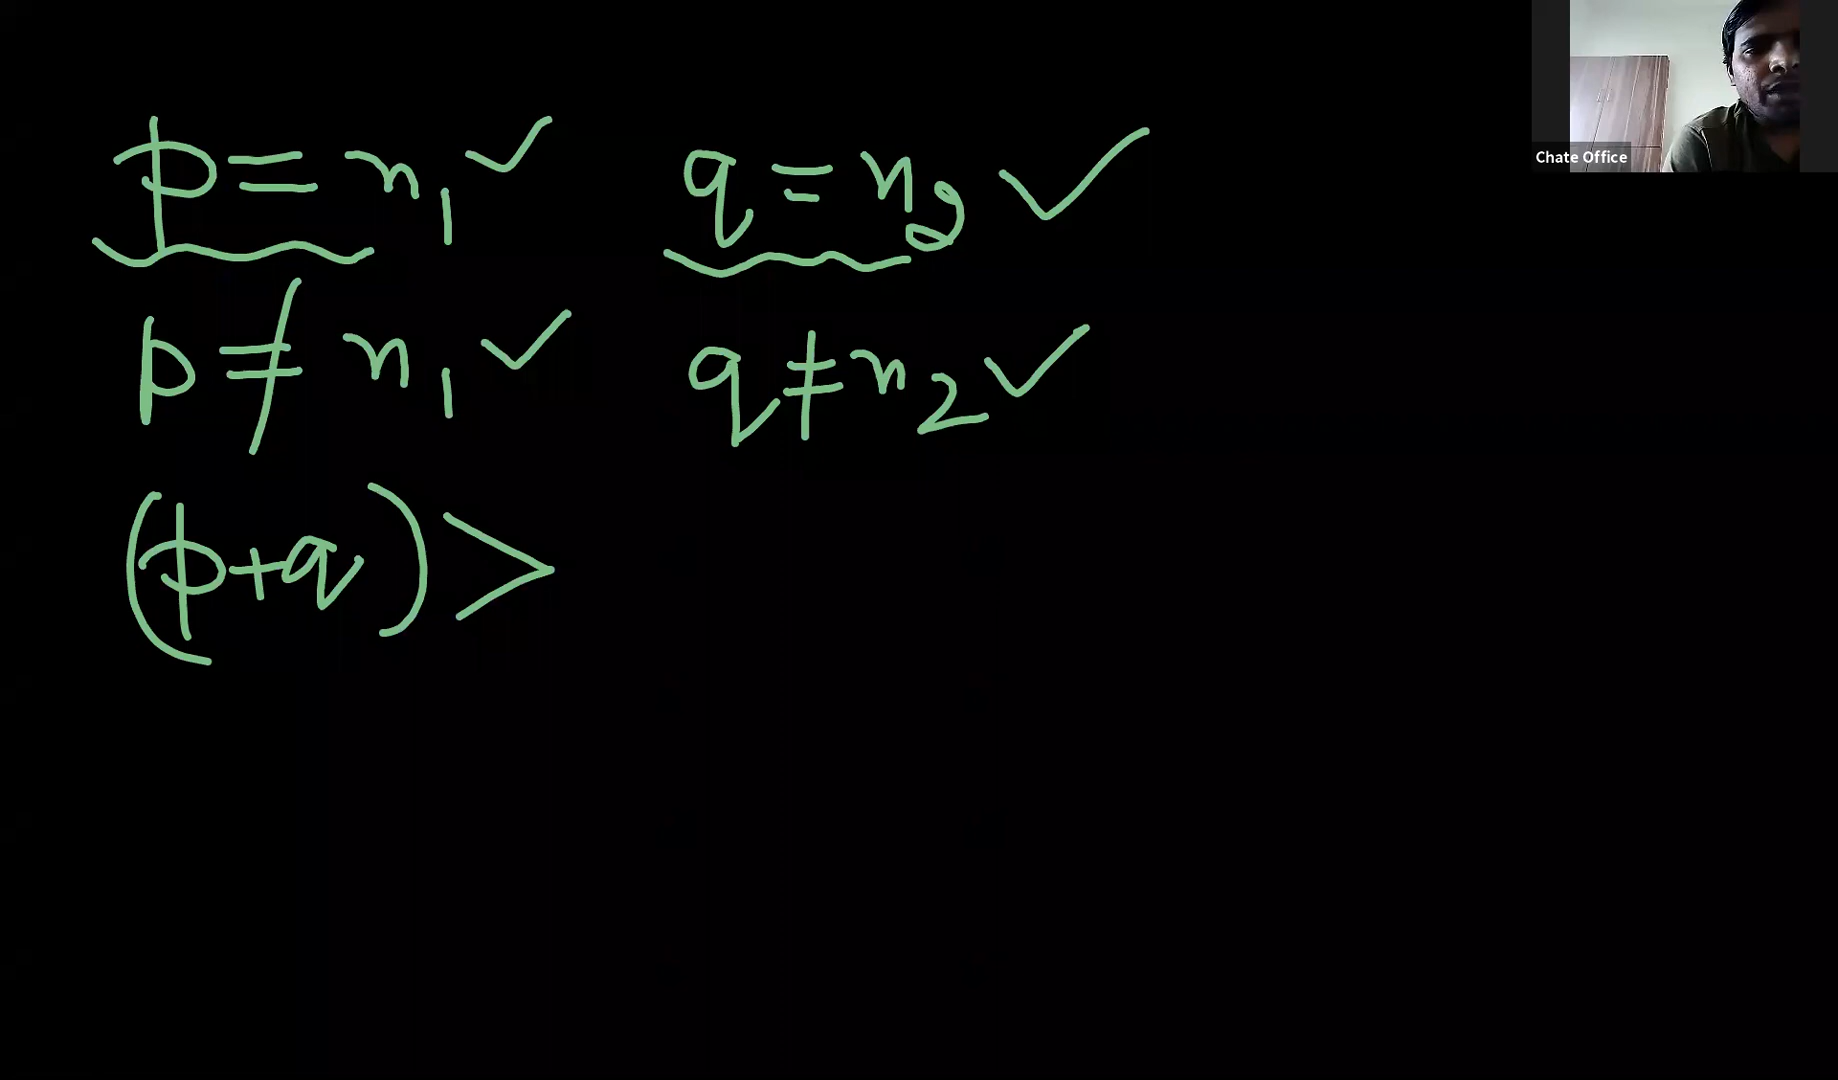 p = n₁ ✓ q = n₂ ✓
p ≠ n₁ ✓ q ≠ n₂ ✓
(p+q) >
Chate Office